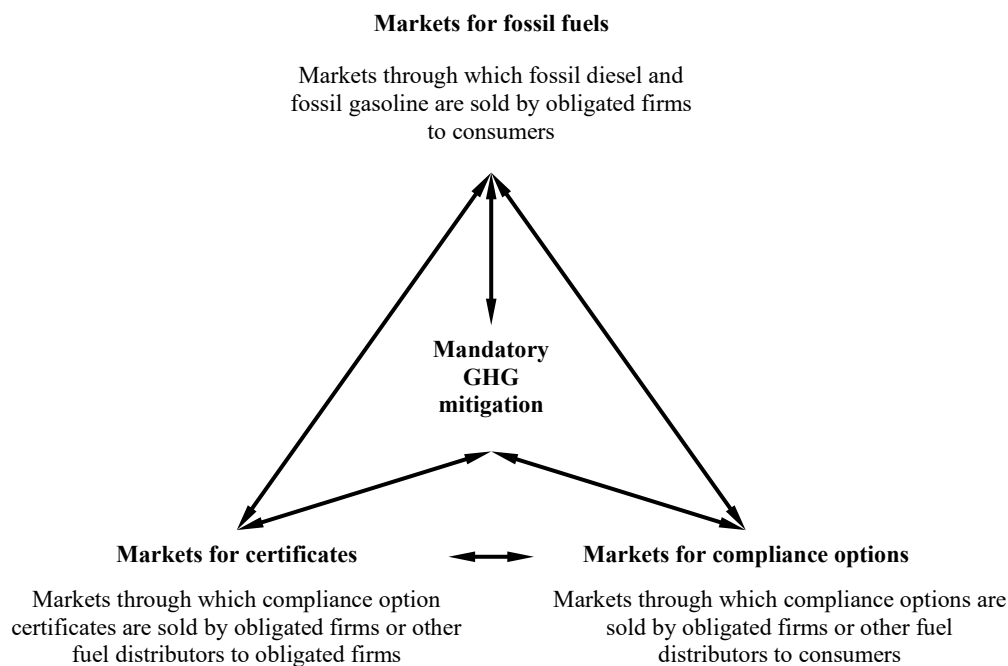 Markets for fossil fuels
Markets through which fossil diesel and
fossil gasoline are sold by obligated firms
to consumers
Mandatory
GHG
mitigation
Markets for certificates
Markets through which compliance option
certificates are sold by obligated firms or other
fuel distributors to obligated firms
Markets for compliance options
Markets through which compliance options are
sold by obligated firms or other fuel
distributors to consumers